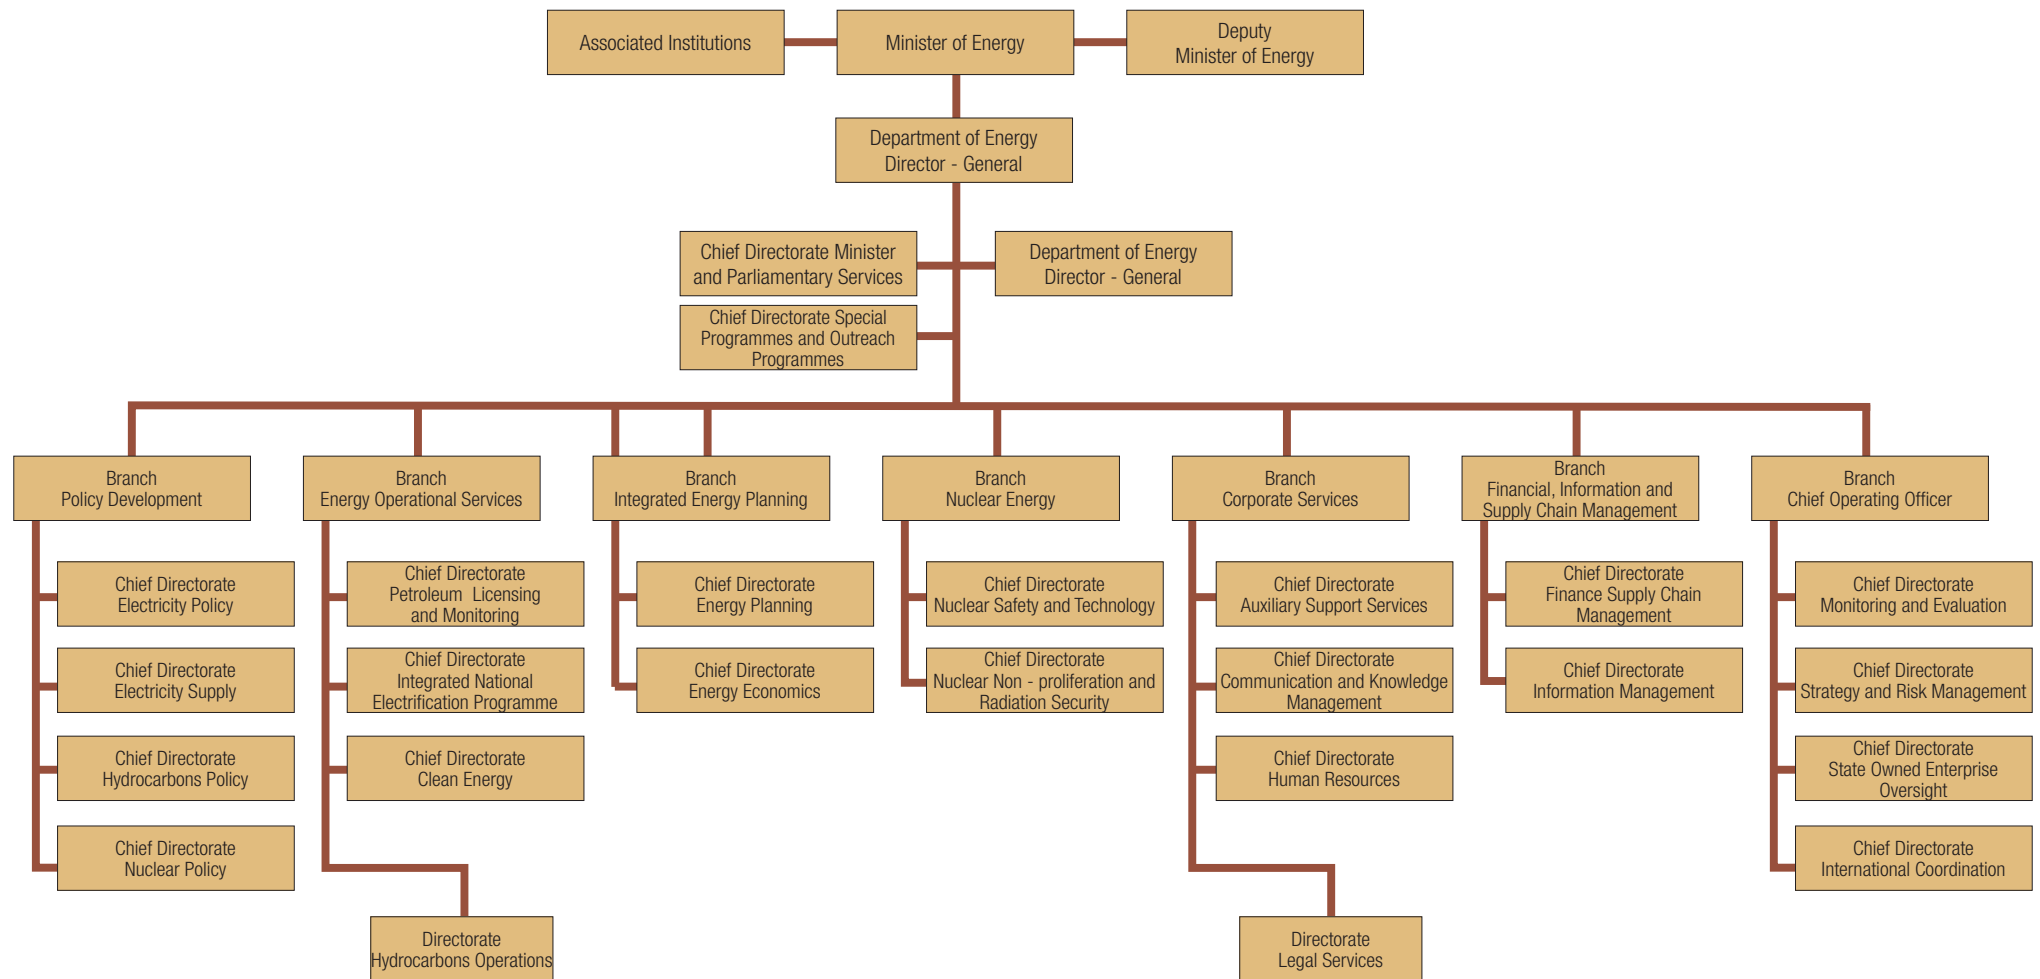 Associated Institutions
Minister of Energy
Deputy
Minister of Energy
Department of Energy
Director - General
Chief Directorate Minister
and Parliamentary Services
Department of Energy
Director - General
Chief Directorate Special
Programmes and Outreach
Programmes
Branch
Policy Development
Branch
Energy Operational Services
Branch
Integrated Energy Planning
Branch
Nuclear Energy
Branch
Corporate Services
Branch
Financial, Information and
Supply Chain Management
Branch
Chief Operating Officer
Chief Directorate
Electricity Policy
Chief Directorate
Petroleum Licensing
and Monitoring
Chief Directorate
Energy Planning
Chief Directorate
Nuclear Safety and Technology
Chief Directorate
Auxiliary Support Services
Chief Directorate
Finance Supply Chain
Management
Chief Directorate
Monitoring and Evaluation
Chief Directorate
Electricity Supply
Chief Directorate
Integrated National
Electrification Programme
Chief Directorate
Energy Economics
Chief Directorate
Nuclear Non - proliferation and
Radiation Security
Chief Directorate
Communication and Knowledge
Management
Chief Directorate
Information Management
Chief Directorate
Strategy and Risk Management
Chief Directorate
Hydrocarbons Policy
Chief Directorate
Clean Energy
Chief Directorate
Human Resources
Chief Directorate
State Owned Enterprise
Oversight
Chief Directorate
Nuclear Policy
Chief Directorate
International Coordination
Directorate
Hydrocarbons Operations
Directorate
Legal Services